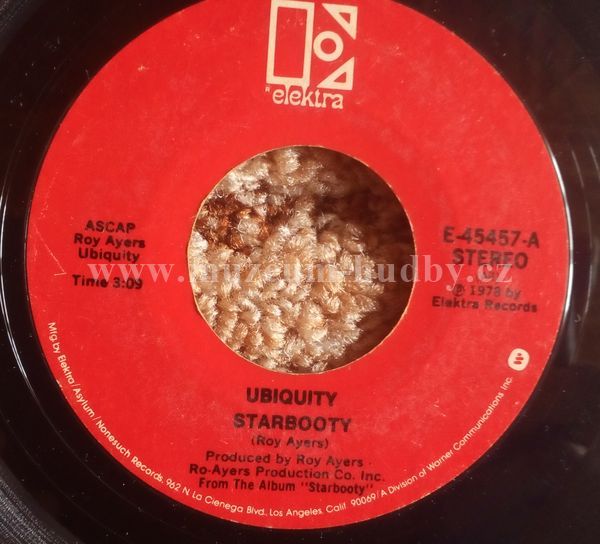 elektra
ASCAP
Roy Ayers
Ubiquity
Time 3:09
E-45457-A
STEREO
℗ 1978 by
Elektra Records
www.muzeum-hudby.cz
UBIQUITY
STARBOOTY
(Roy Ayers)
Produced by Roy Ayers
Ro-Ayers Production Co. Inc.
From The Album "Starbooty"
Mfg. by Elektra/Asylum/Nonesuch Records, 962 N. La Cienega Blvd., Los Angeles, Calif. 90069/A Division of Warner Communications Inc.